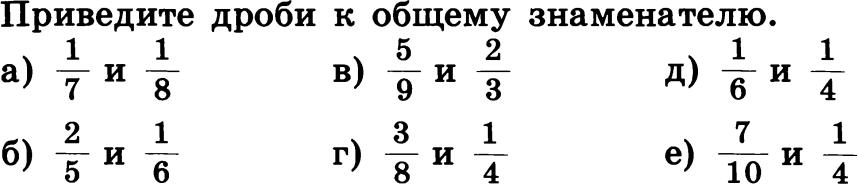 Приведите дроби к общему знаменателю.
а) 1/7 и 1/8 в) 5/9 и 2/3 д) 1/6 и 1/4
б) 2/5 и 1/6 г) 3/8 и 1/4 е) 7/10 и 1/4